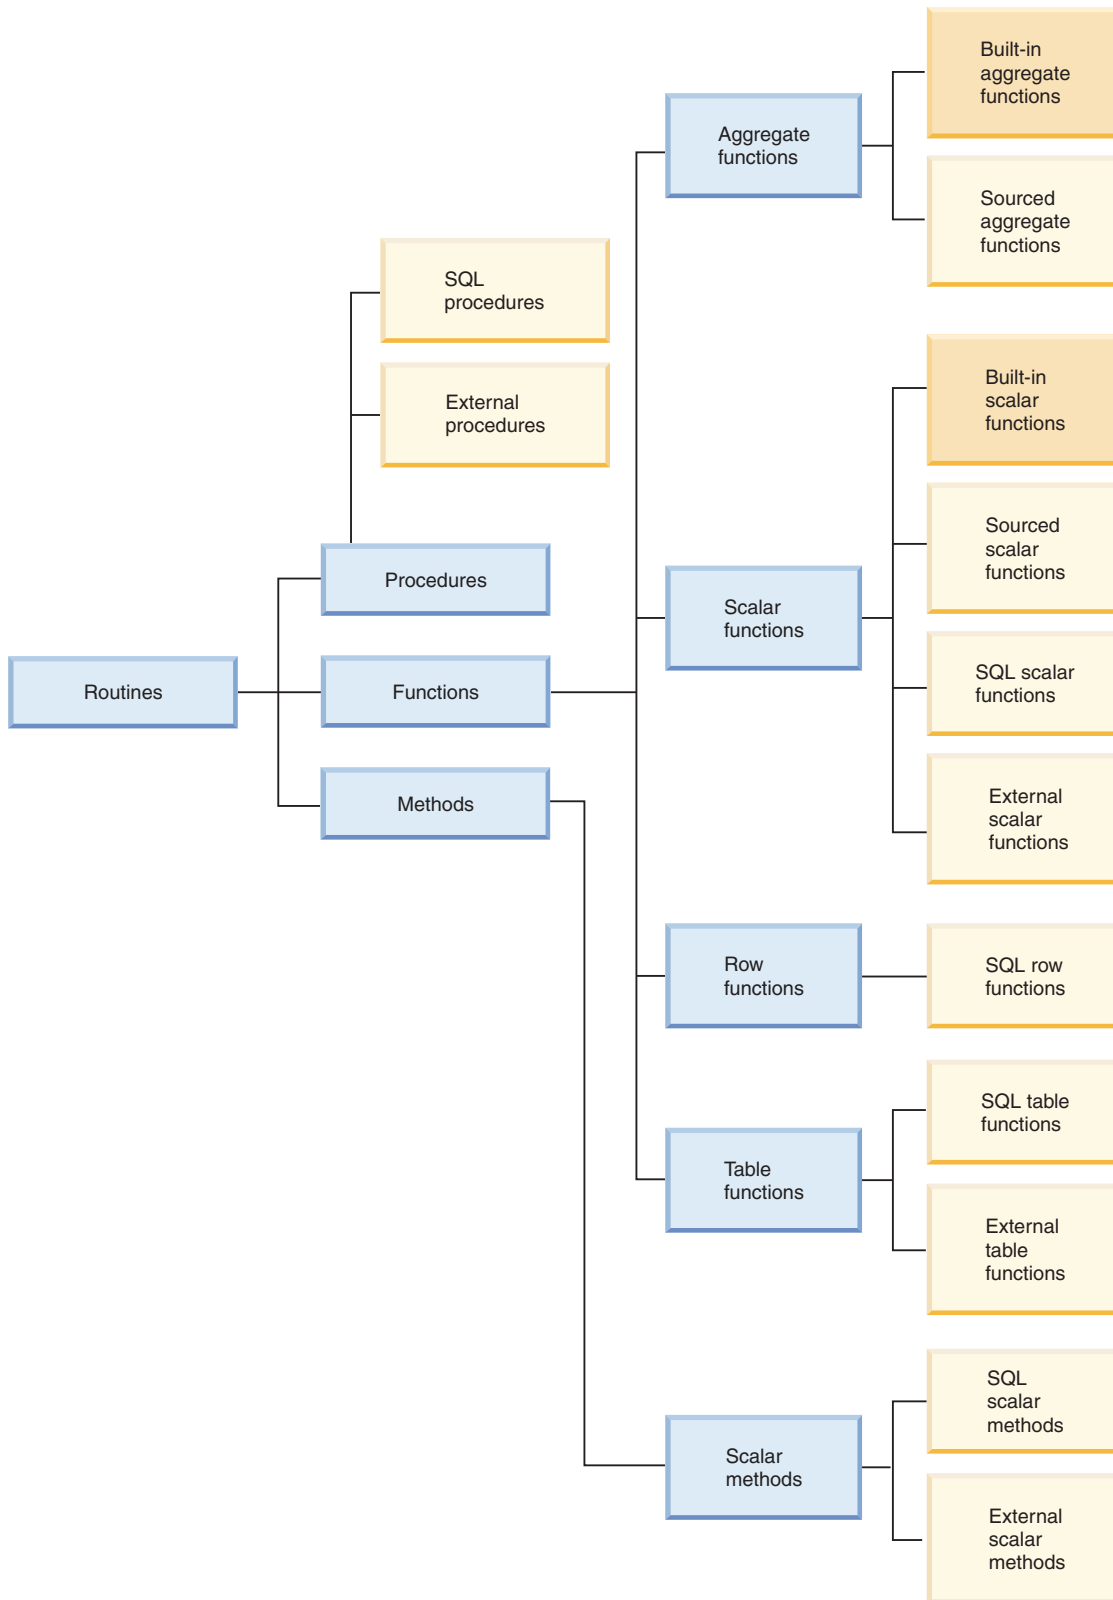 Built-in
aggregate
functions
Aggregate
functions
Sourced
aggregate
functions
SQL
procedures
External
procedures
Built-in
scalar
functions
Sourced
scalar
functions
Procedures
Scalar
functions
Routines
Functions
SQL scalar
functions
Methods
External
scalar
functions
Row
functions
SQL row
functions
SQL table
functions
Table
functions
External
table
functions
SQL
scalar
methods
Scalar
methods
External
scalar
methods